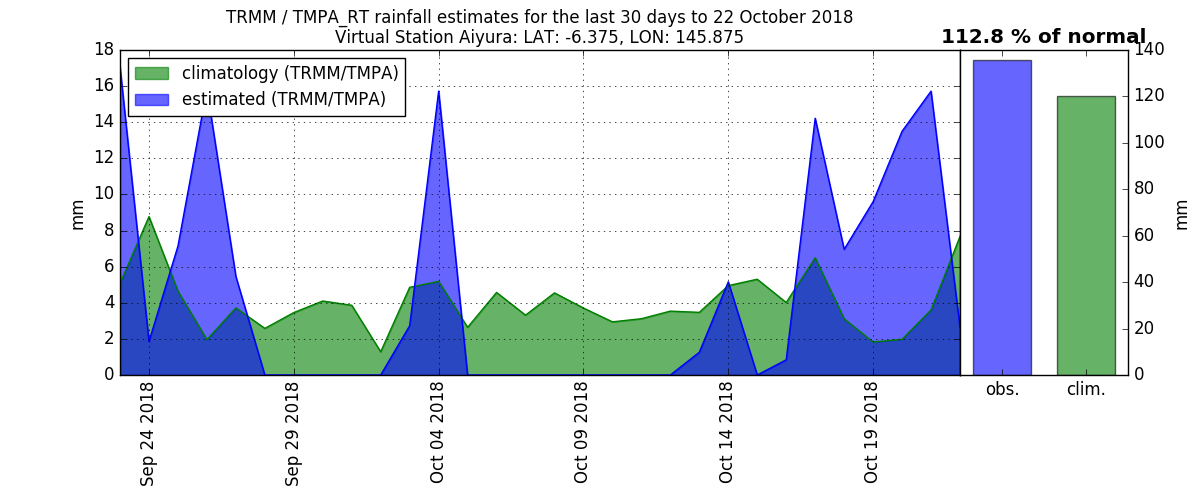 TRMM / TMPA_RT rainfall estimates for the last 30 days to 22 October 2018
Virtual Station Aiyura: LAT: -6.375, LON: 145.875
112.8 % of normal
climatology (TRMM/TMPA)
estimated (TRMM/TMPA)
18
16
14
12
10
8
6
4
2
0
mm
Sep 24 2018
Sep 29 2018
Oct 04 2018
Oct 09 2018
Oct 14 2018
Oct 19 2018
obs.
clim.
140
120
100
80
60
40
20
0
mm